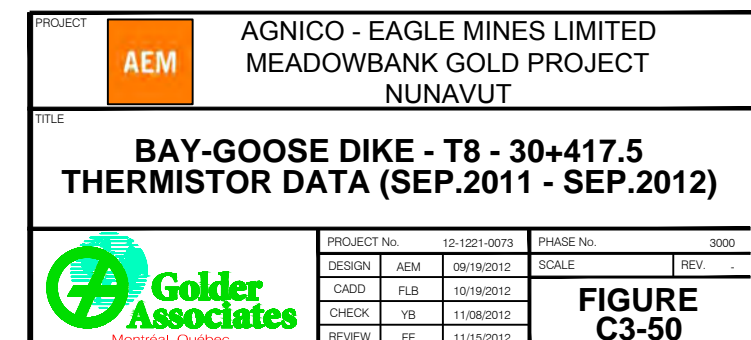 PROJECT
AEM
AGNICO - EAGLE MINES LIMITED
MEADOWBANK GOLD PROJECT
NUNAVUT
TITLE
BAY-GOOSE DIKE - T8 - 30+417.5
THERMISTOR DATA (SEP.2011 - SEP.2012)
Golder
Associates
Montréal, Québec
PROJECT No. 12-1221-0073 PHASE No. 3000
DESIGN AEM 09/19/2012 SCALE REV. -
CADD FLB 10/19/2012
CHECK YB 11/08/2012
REVIEW 11/15/2012
FIGURE
C3-50